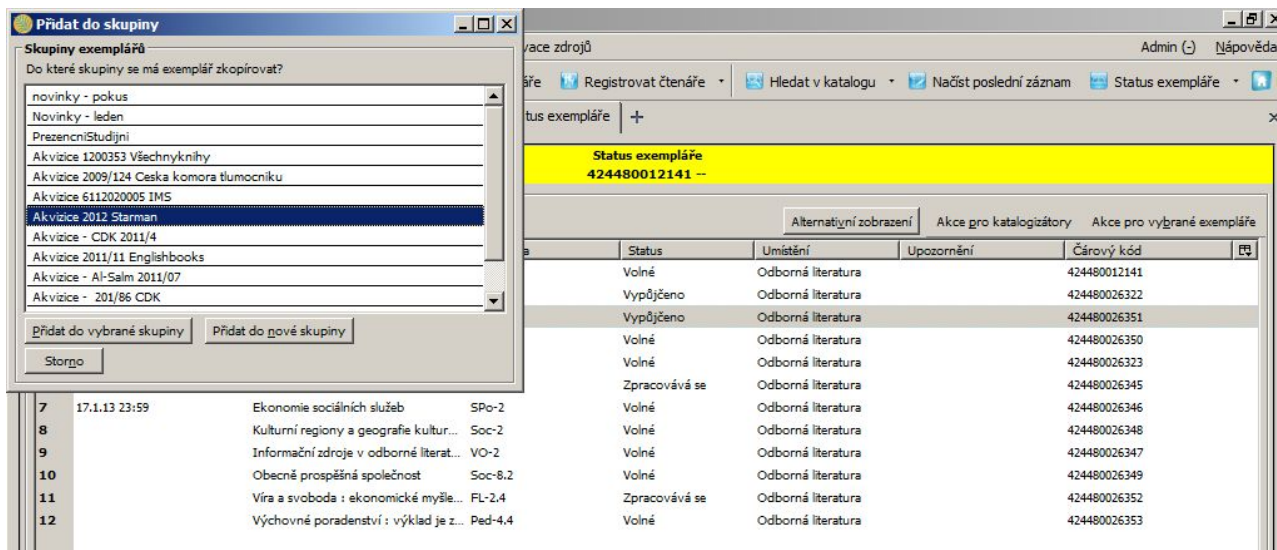 Přidat do skupiny
Skupiny exemplářů
Do které skupiny se má exemplář zkopírovat?
novinky - pokus
Novinky - leden
PrezencniStudijni
Akvizice 1200353 Všechnyknihy
Akvizice 2009/124 Ceska komora tlumocniku
Akvizice 6112020005 IMS
Akvizice 2012 Starman
Akvizice - CDK 2011/4
Akvizice 2011/11 Englishbooks
Akvizice - Al-Salm 2011/07
Akvizice - 201/86 CDK
Přidat do vybrané skupiny Přidat do nové skupiny
Storno
vace zdrojů Admin (-) Nápověda
áře Registrovat čtenáře Hledat v katalogu Načíst poslední záznam Status exempláře
tus exempláře
Status exempláře
424480012141 --
Alternativní zobrazení Akce pro katalogizátory Akce pro vybrané exempláře
a Status Umístění Upozornění Čárový kód
Volné Odborná literatura 424480012141
Vypůjčeno Odborná literatura 424480026322
Vypůjčeno Odborná literatura 424480026351
Volné Odborná literatura 424480026350
Volné Odborná literatura 424480026323
Zpracovává se Odborná literatura 424480026345
7 17.1.13 23:59 Ekonomie sociálních služeb SPo-2 Volné Odborná literatura 424480026346
8 Kulturní regiony a geografie kultur... Soc-2 Volné Odborná literatura 424480026348
9 Informační zdroje v odborné literat... VO-2 Volné Odborná literatura 424480026347
10 Obecně prospěšná společnost Soc-8.2 Volné Odborná literatura 424480026349
11 Víra a svoboda : ekonomické myšle... FL-2.4 Zpracovává se Odborná literatura 424480026352
12 Výchovné poradenství : výklad je z... Ped-4.4 Volné Odborná literatura 424480026353